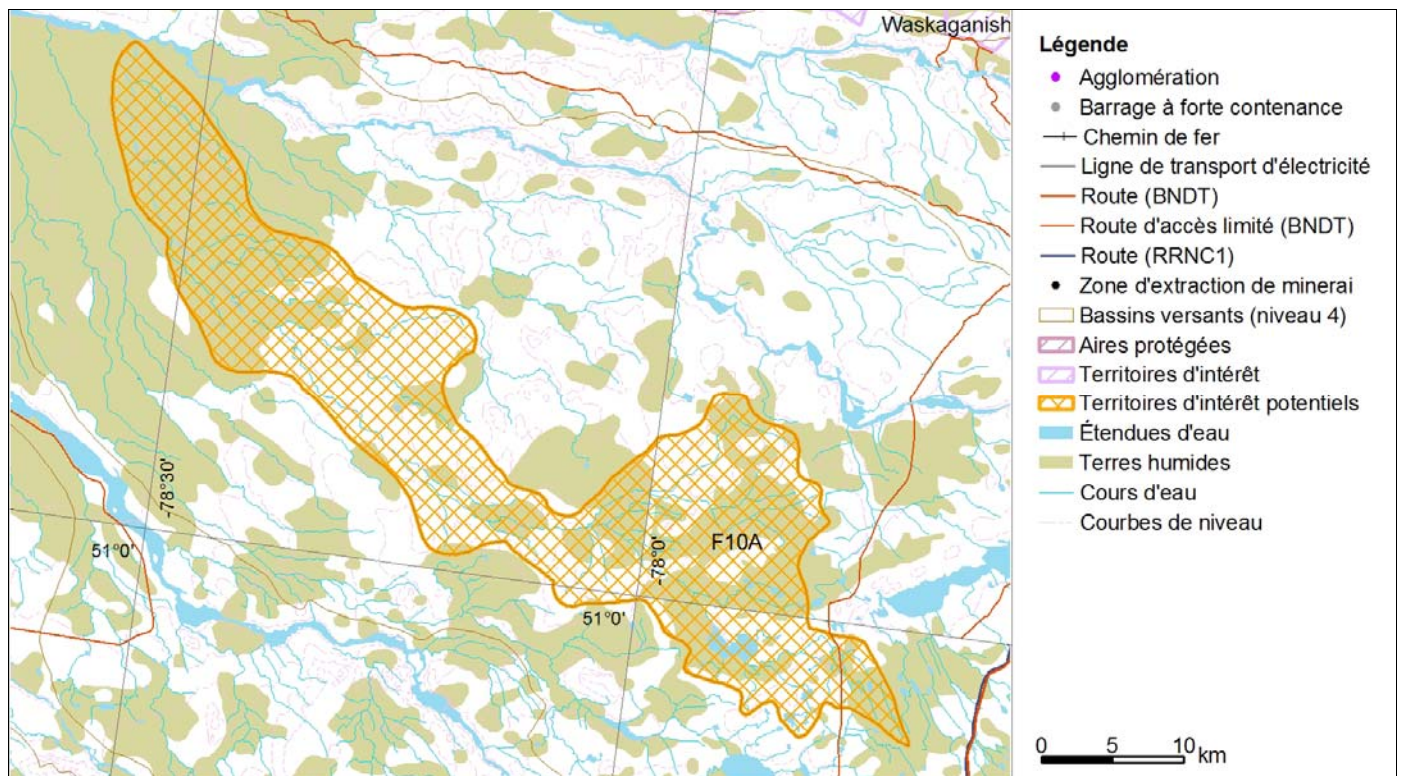 Waskaganish
-78°30'
51°0'
-78°0'
F10A
51°0'
Légende
Agglomération
Barrage à forte contenance
Chemin de fer
Ligne de transport d'électricité
Route (BNDT)
Route d'accès limité (BNDT)
Route (RRNC1)
Zone d'extraction de minerai
Bassins versants (niveau 4)
Aires protégées
Territoires d'intérêt
Territoires d'intérêt potentiels
Étendues d'eau
Terres humides
Cours d'eau
Courbes de niveau
0 5 10 km